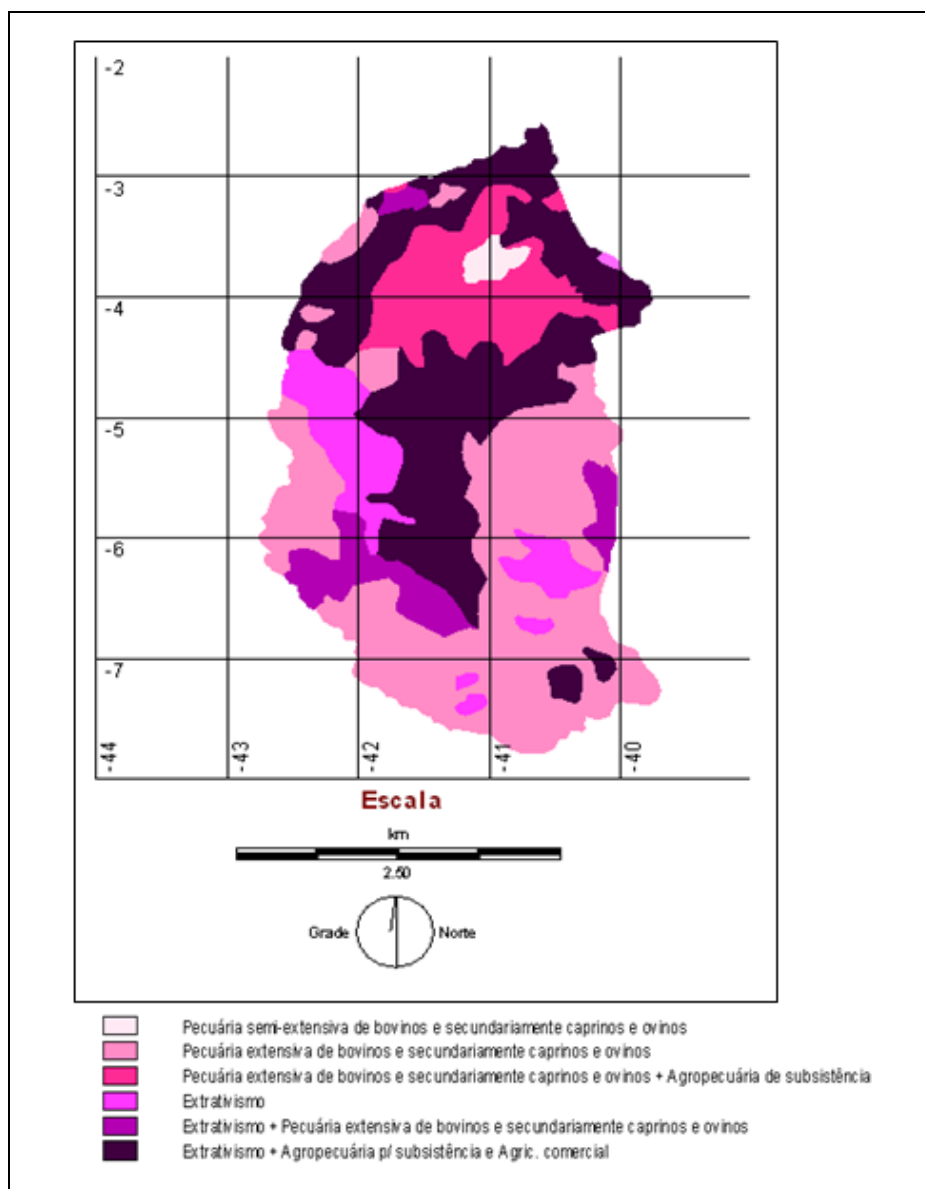 -2
-3
-4
-5
-6
-7
-44
-43
-42
-41
-40
Escala
km
2.50
Grade
Norte
Pecuária semi-extensiva de bovinos e secundariamente caprinos e ovinos
Pecuária extensiva de bovinos e secundariamente caprinos e ovinos
Pecuária extensiva de bovinos e secundariamente caprinos e ovinos + Agropecuária de subsistência
Extrativismo
Extrativismo + Pecuária extensiva de bovinos e secundariamente caprinos e ovinos
Extrativismo + Agropecuária p/ subsistência e Agric. comercial